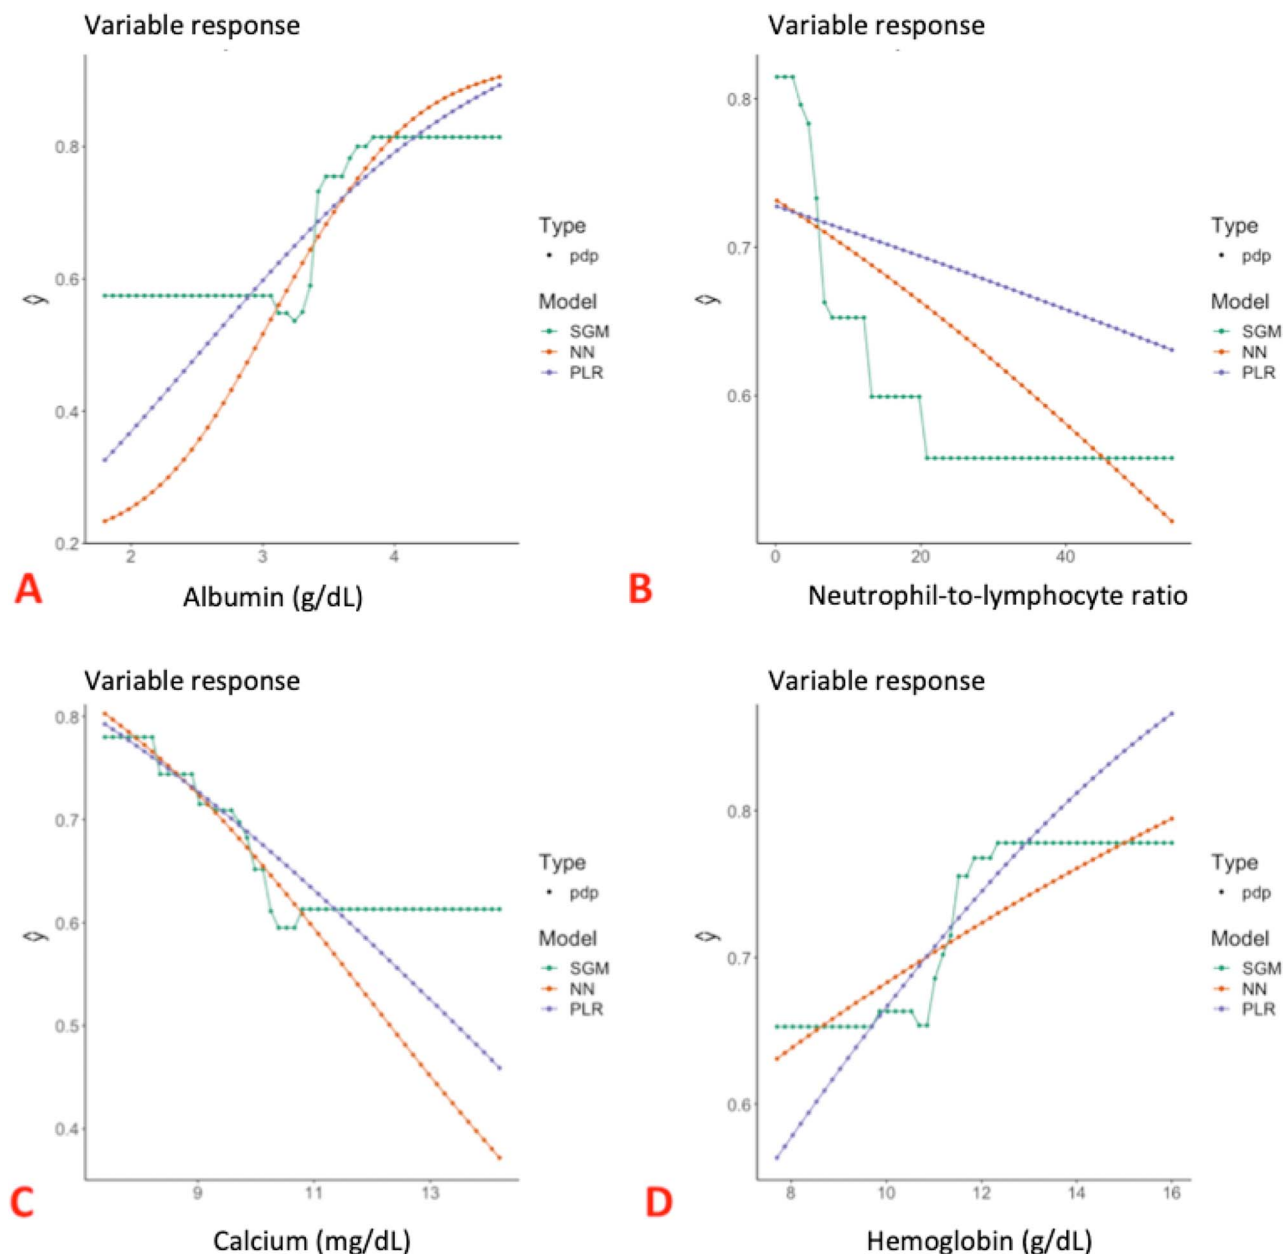 Variable response
Variable response
0.8
0.6
0.4
0.2
ŷ
2
3
4
Type
pdp
Model
SGM
NN
PLR
0.8
0.7
0.6
ŷ
0
20
40
Type
pdp
Model
SGM
NN
PLR
A
Albumin (g/dL)
B
Neutrophil-to-lymphocyte ratio
Variable response
Variable response
0.8
0.7
0.6
0.5
0.4
ŷ
9
11
13
Type
pdp
Model
SGM
NN
PLR
0.8
0.7
0.6
ŷ
8
10
12
14
16
Type
pdp
Model
SGM
NN
PLR
C
Calcium (mg/dL)
D
Hemoglobin (g/dL)